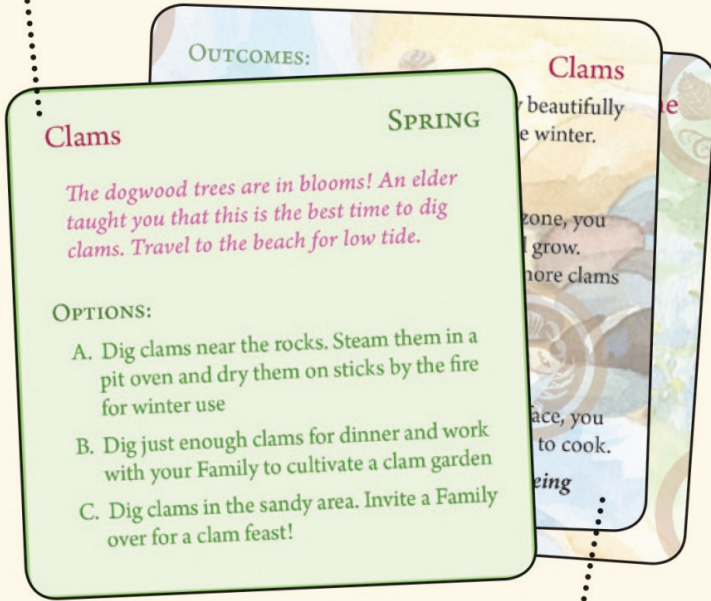 Clams
SPRING
The dogwood trees are in blooms! An elder
taught you that this is the best time to dig
clams. Travel to the beach for low tide.
OPTIONS:
A. Dig clams near the rocks. Steam them in a
pit oven and dry them on sticks by the fire
for winter use
B. Dig just enough clams for dinner and work
with your Family to cultivate a clam garden
C. Dig clams in the sandy area. Invite a Family
over for a clam feast!
OUTCOMES:
Clams
beautifully
winter.
zone, you
grow.
more clams
you
to cook.